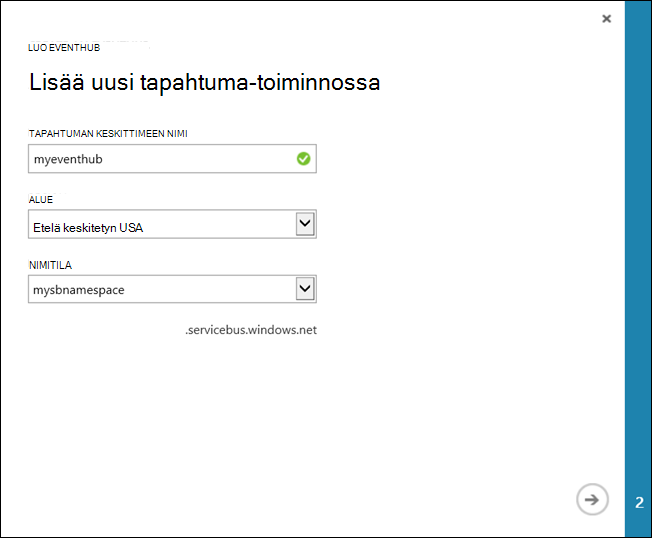 LUO EVENTHUB
Lisää uusi tapahtuma-toiminnossa
TAPAHTUMAN KESKITTIMEEN NIMI
myeventhub
ALUE
Etelä keskitetyn USA
NIMITILA
mysbnamespace
.servicebus.windows.net
2